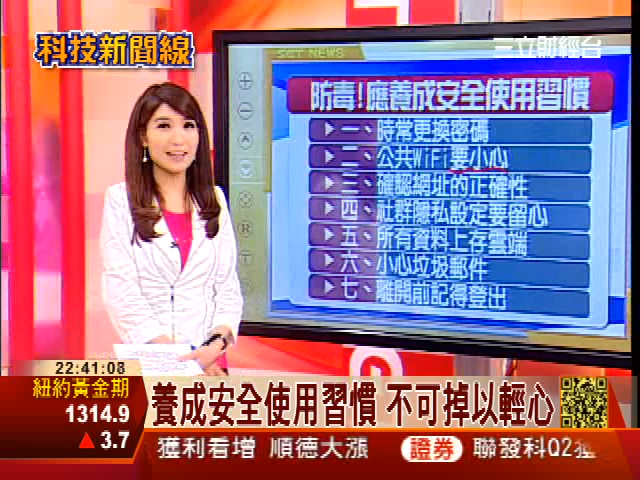 科技新聞線
三立財經台
SET NEWS
防毒!應養成安全使用習慣
一、時常更換密碼
二、公共WiFi要小心
三、確認網址的正確性
四、社群隱私設定要留心
五、所有資料上存雲端
六、小心垃圾郵件
七、離開前記得登出
R
T
22:41:08
紐約黃金期
1314.9
▲3.7
養成安全使用習慣 不可掉以輕心
獲利看增 順德大漲 證券 聯發科Q2獲